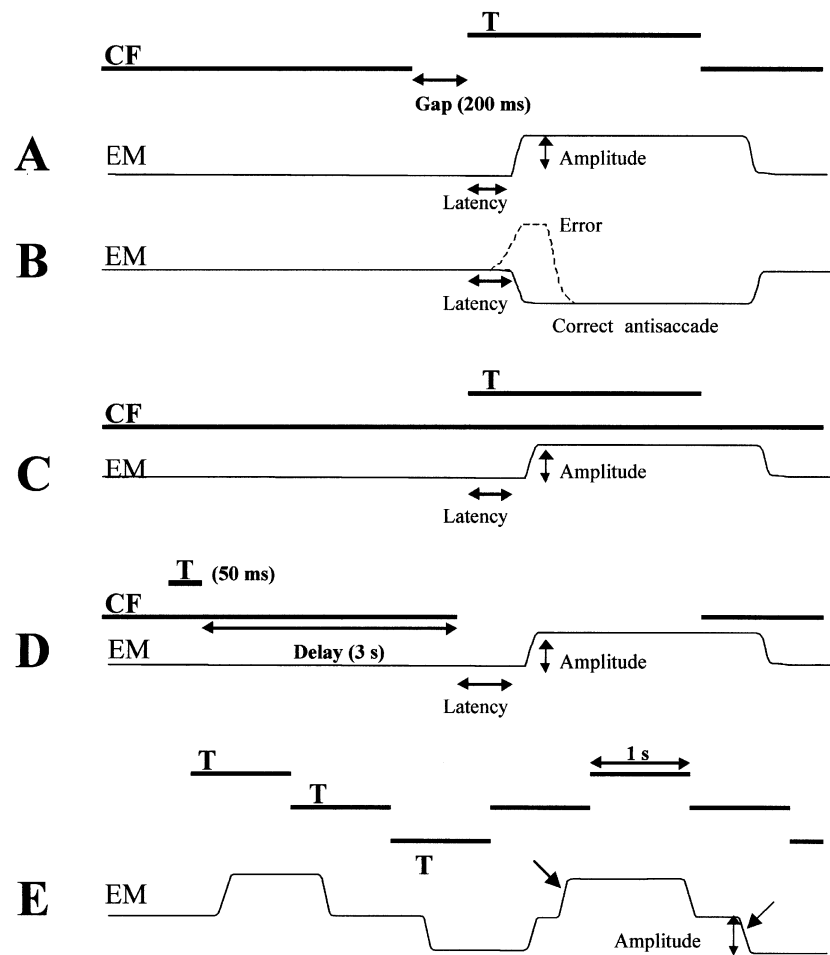 T
CF
Gap (200 ms)
A
EM
Amplitude
Latency
B
EM
Error
Latency
Correct antisaccade
T
CF
C
EM
Amplitude
Latency
T (50 ms)
CF
D
EM
Delay (3 s)
Amplitude
Latency
1 s
T
T
T
E
EM
Amplitude